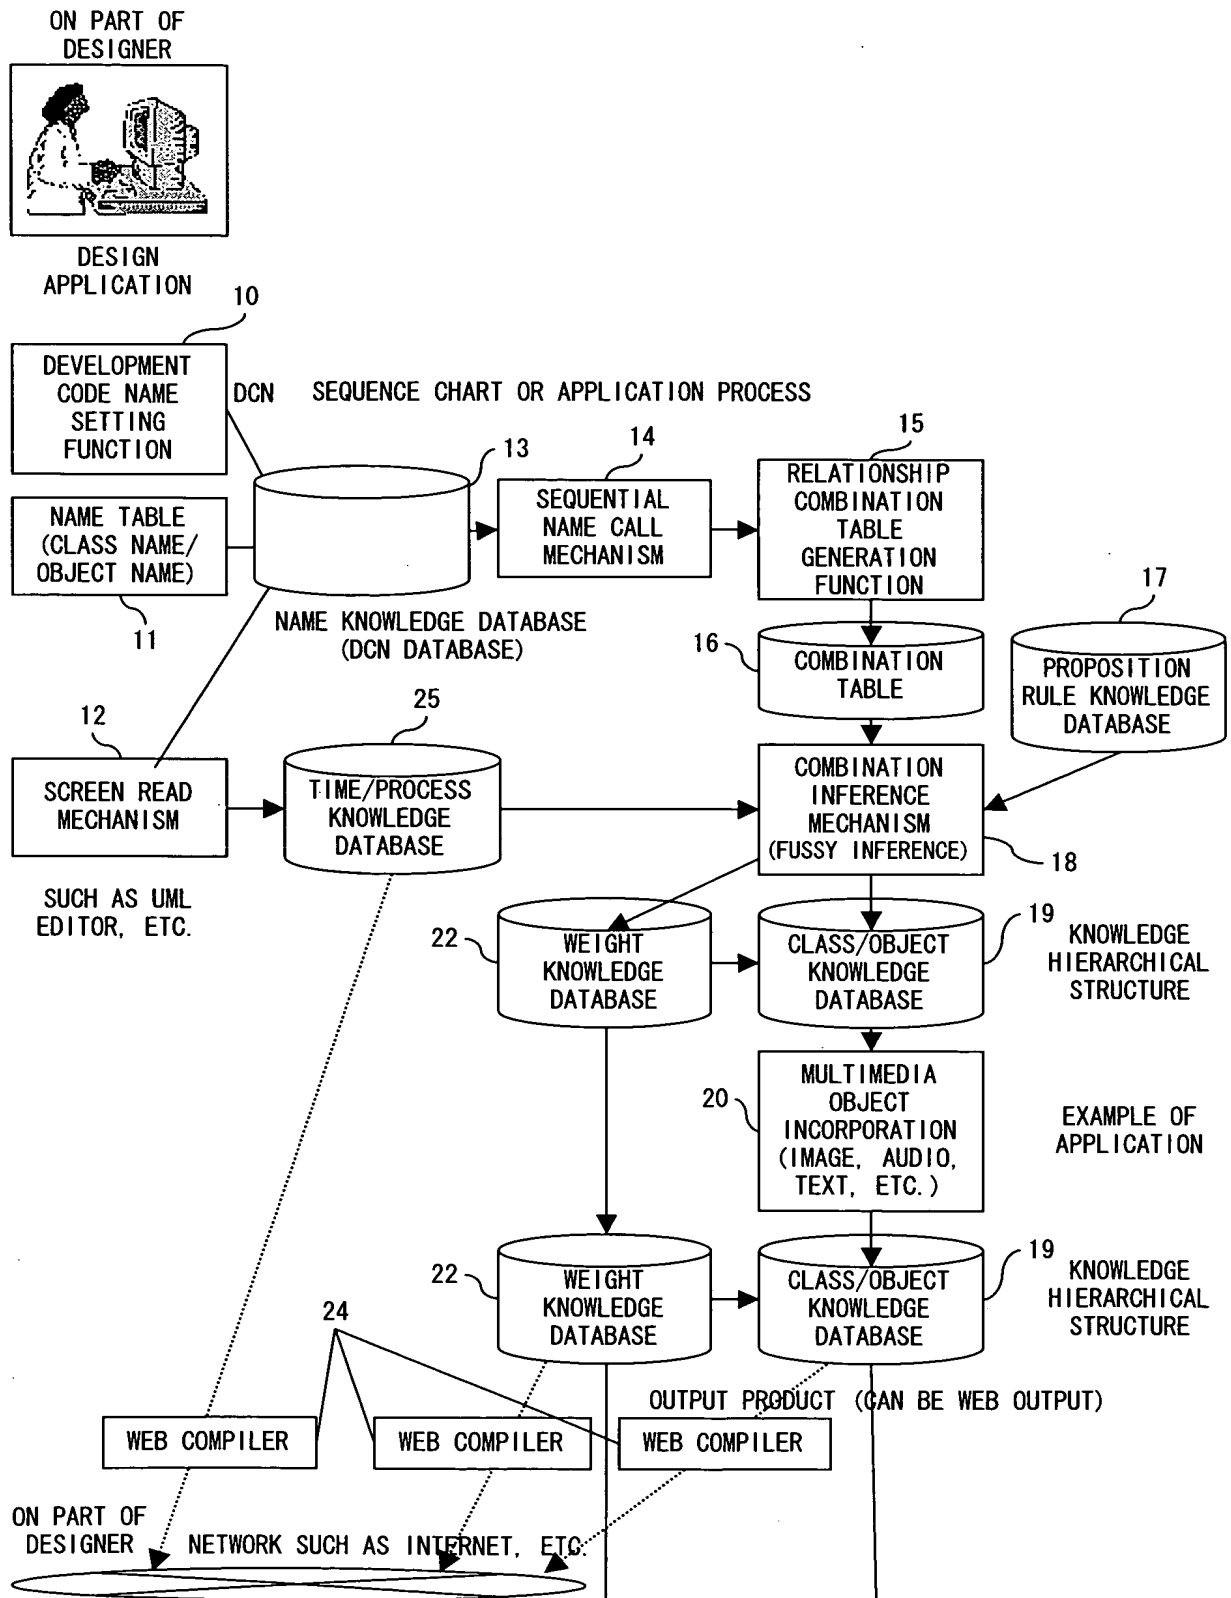 ON PART OF
DESIGNER
DESIGN
APPLICATION
10
DEVELOPMENT
CODE NAME
SETTING
FUNCTION
DCN
SEQUENCE CHART OR APPLICATION PROCESS
NAME TABLE
(CLASS NAME/
OBJECT NAME)
11
13
NAME KNOWLEDGE DATABASE
(DCN DATABASE)
14
SEQUENTIAL
NAME CALL
MECHANISM
15
RELATIONSHIP
COMBINATION
TABLE
GENERATION
FUNCTION
16
COMBINATION
TABLE
17
PROPOSITION
RULE KNOWLEDGE
DATABASE
12
SCREEN READ
MECHANISM
SUCH AS UML
EDITOR, ETC.
25
TIME/PROCESS
KNOWLEDGE
DATABASE
COMBINATION
INFERENCE
MECHANISM
(FUSSY INFERENCE)
18
22
WEIGHT
KNOWLEDGE
DATABASE
CLASS/OBJECT
KNOWLEDGE
DATABASE
19
KNOWLEDGE
HIERARCHICAL
STRUCTURE
20
MULTIMEDIA
OBJECT
INCORPORATION
(IMAGE, AUDIO,
TEXT, ETC.)
EXAMPLE OF
APPLICATION
22
WEIGHT
KNOWLEDGE
DATABASE
CLASS/OBJECT
KNOWLEDGE
DATABASE
19
KNOWLEDGE
HIERARCHICAL
STRUCTURE
24
OUTPUT PRODUCT (CAN BE WEB OUTPUT)
WEB COMPILER
WEB COMPILER
WEB COMPILER
ON PART OF
DESIGNER
NETWORK SUCH AS INTERNET, ETC.